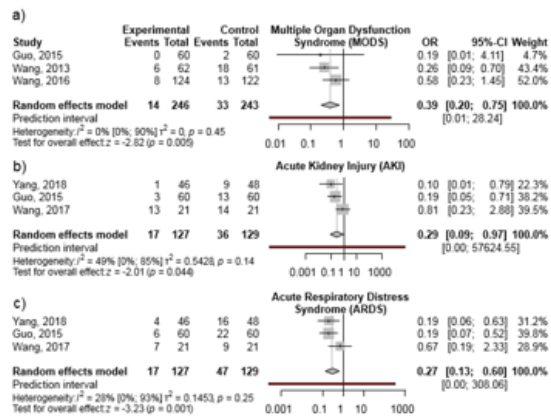 a)
Experimental Control Multiple Organ Dysfunction
Study Events Total Events Total Syndrome (MODS) OR 95%-CI Weight
Guo, 2015 0 60 2 60 0.19 [0.01; 4.11] 4.7%
Wang, 2013 6 62 18 61 0.26 [0.09; 0.70] 43.4%
Wang, 2016 8 124 13 122 0.58 [0.23; 1.45] 52.0%
Random effects model 14 246 33 243 0.39 [0.20; 0.75] 100.0%
Prediction interval [0.01; 28.24]
Heterogeneity: I² = 0% [0%; 90%] τ² = 0, p = 0.45
Test for overall effect: z = -2.82 (p = 0.005)
0.01 0.1 1 10 100
b)
Acute Kidney Injury (AKI)
Yang, 2018 1 46 9 48 0.10 [0.01; 0.79] 22.3%
Guo, 2015 3 60 13 60 0.19 [0.05; 0.71] 38.2%
Wang, 2017 13 21 14 21 0.81 [0.23; 2.88] 39.5%
Random effects model 17 127 36 129 0.29 [0.09; 0.97] 100.0%
Prediction interval [0.00; 57624.55]
Heterogeneity: I² = 49% [0%; 85%] τ² = 0.5428, p = 0.14
Test for overall effect: z = -2.01 (p = 0.044)
0.001 0.1 1 10 1000
c)
Acute Respiratory Distress
Syndrome (ARDS)
Yang, 2018 4 46 16 48 0.19 [0.06; 0.63] 31.2%
Guo, 2015 6 60 22 60 0.19 [0.07; 0.52] 39.8%
Wang, 2017 7 21 9 21 0.67 [0.19; 2.33] 28.9%
Random effects model 17 127 47 129 0.27 [0.13; 0.60] 100.0%
Prediction interval [0.00; 308.06]
Heterogeneity: I² = 28% [0%; 93%] τ² = 0.1453, p = 0.25
Test for overall effect: z = -3.23 (p = 0.001)
0.01 0.1 1 10 100